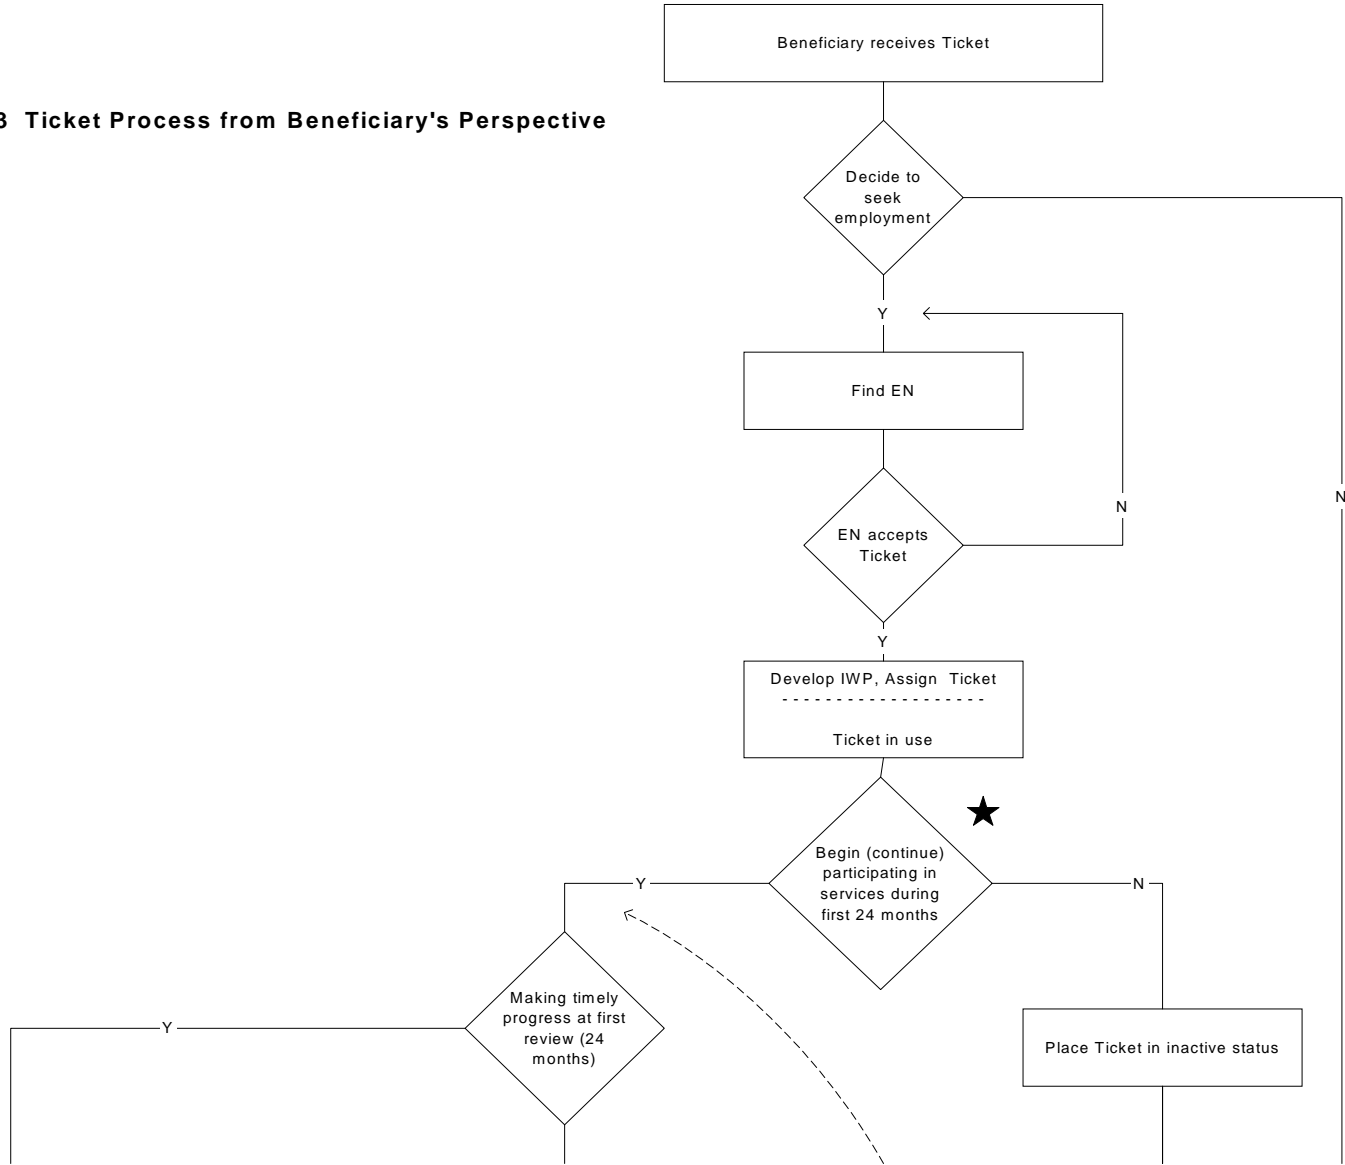 Beneficiary receives Ticket
3 Ticket Process from Beneficiary's Perspective
Decide to
seek
employment
Y
Find EN
N
N
EN accepts
Ticket
Y
Develop IWP, Assign Ticket
- - - - - - - - - - - - - - - - - - -
Ticket in use
Begin (continue)
participating in
services during
first 24 months
Y
N
Making timely
progress at first
review (24
months)
Y
Place Ticket in inactive status